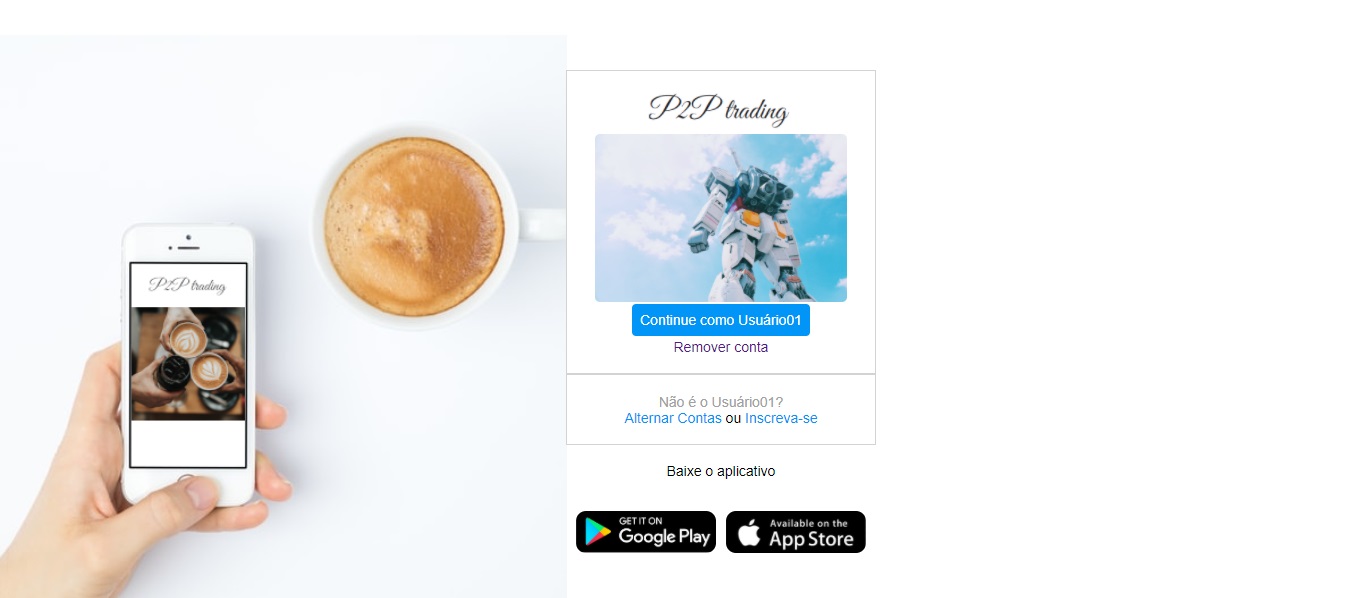 P2P trading
P2P trading
Continue como Usuário01
Remover conta
Não é o Usuário01?
Alternar Contas ou Inscreva-se
Baixe o aplicativo
GET IT ON
Google Play
Available on the
App Store